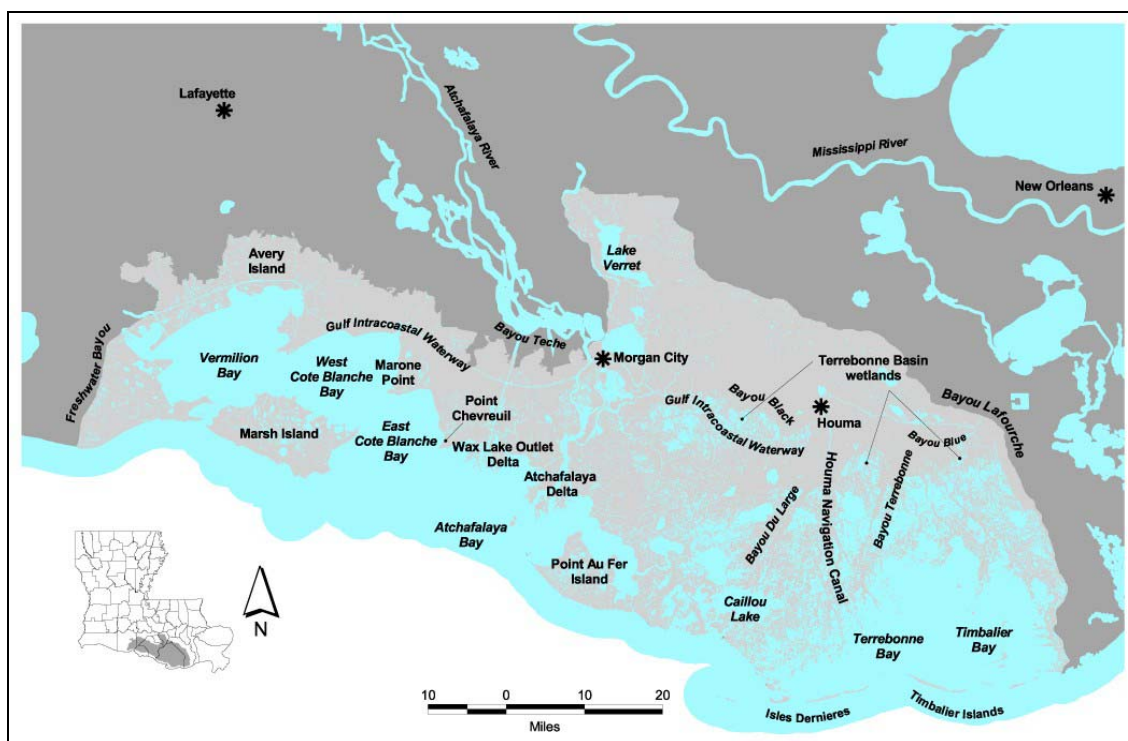 Lafayette
Atchafalaya River
Mississippi River
New Orleans
Avery
Island
Lake
Verret
Freshwater Bayou
Vermilion
Bay
Gulf Intracoastal Waterway
West
Cote Blanche
Bay
Marone
Point
Bayou Teche
Morgan City
Terrebonne Basin
wetlands
Point
Chevreuil
Bayou Black
Gulf Intracoastal Waterway
Houma
Bayou Blue
Bayou Lafourche
Marsh Island
East
Cote Blanche
Bay
Wax Lake Outlet
Delta
Atchafalaya
Delta
Atchafalaya
Bay
Point Au Fer
Island
Bayou Du Large
Houma Navigation Canal
Bayou Terrebonne
Caillou
Lake
Terrebonne
Bay
Timbalier
Bay
Isles Dernieres
Timbalier Islands
N
10 0 10 20
Miles